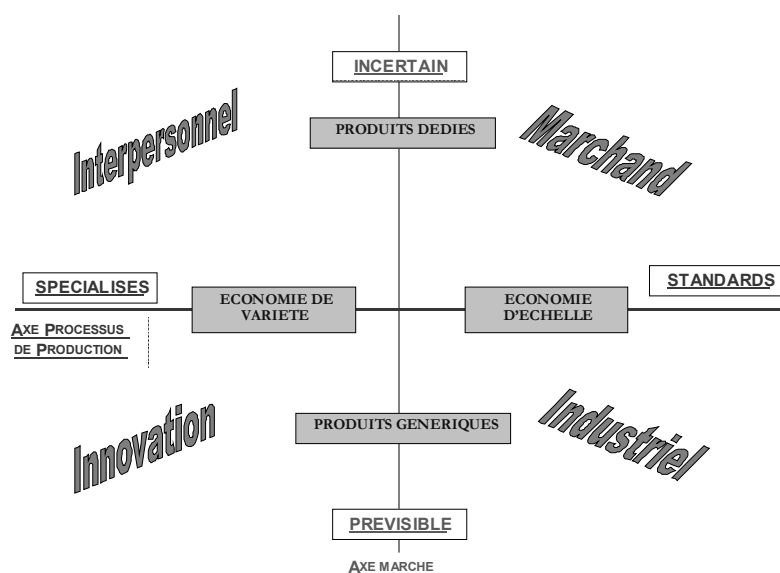 INCERTAIN
Interpersonnel
Marchand
PRODUITS DEDIES
SPECIALISES
STANDARDS
ECONOMIE DE
VARIETE
ECONOMIE
D'ECHELLE
AXE PROCESSUS
DE PRODUCTION
Innovation
Industriel
PRODUITS GENERIQUES
PREVISIBLE
AXE MARCHE